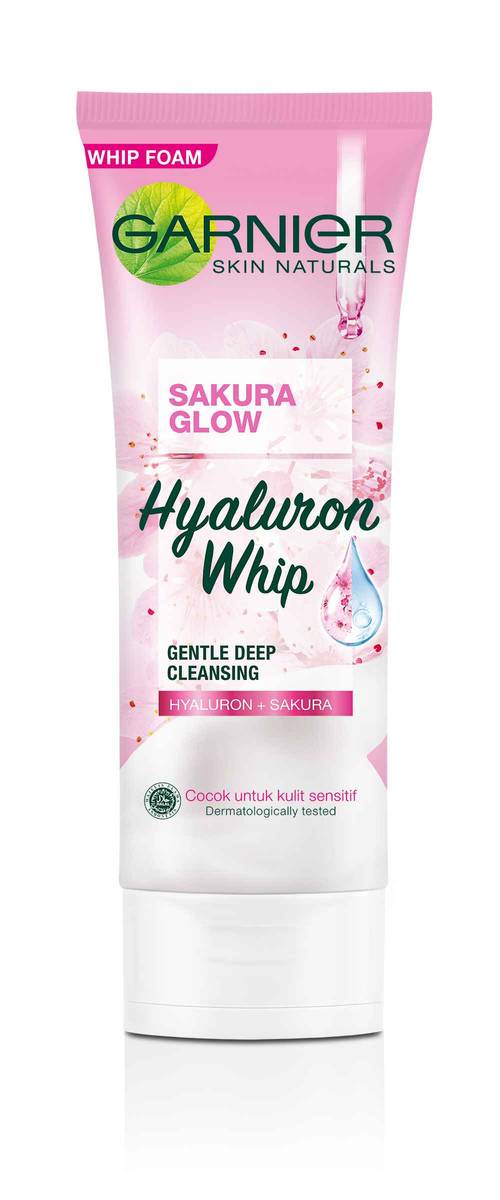 WHIP FOAM
GARNIER
SKIN NATURALS
SAKURA
GLOW
Hyaluron
Whip
GENTLE DEEP
CLEANSING
HYALURON + SAKURA
Cocok untuk kulit sensitif
Dermatologically tested